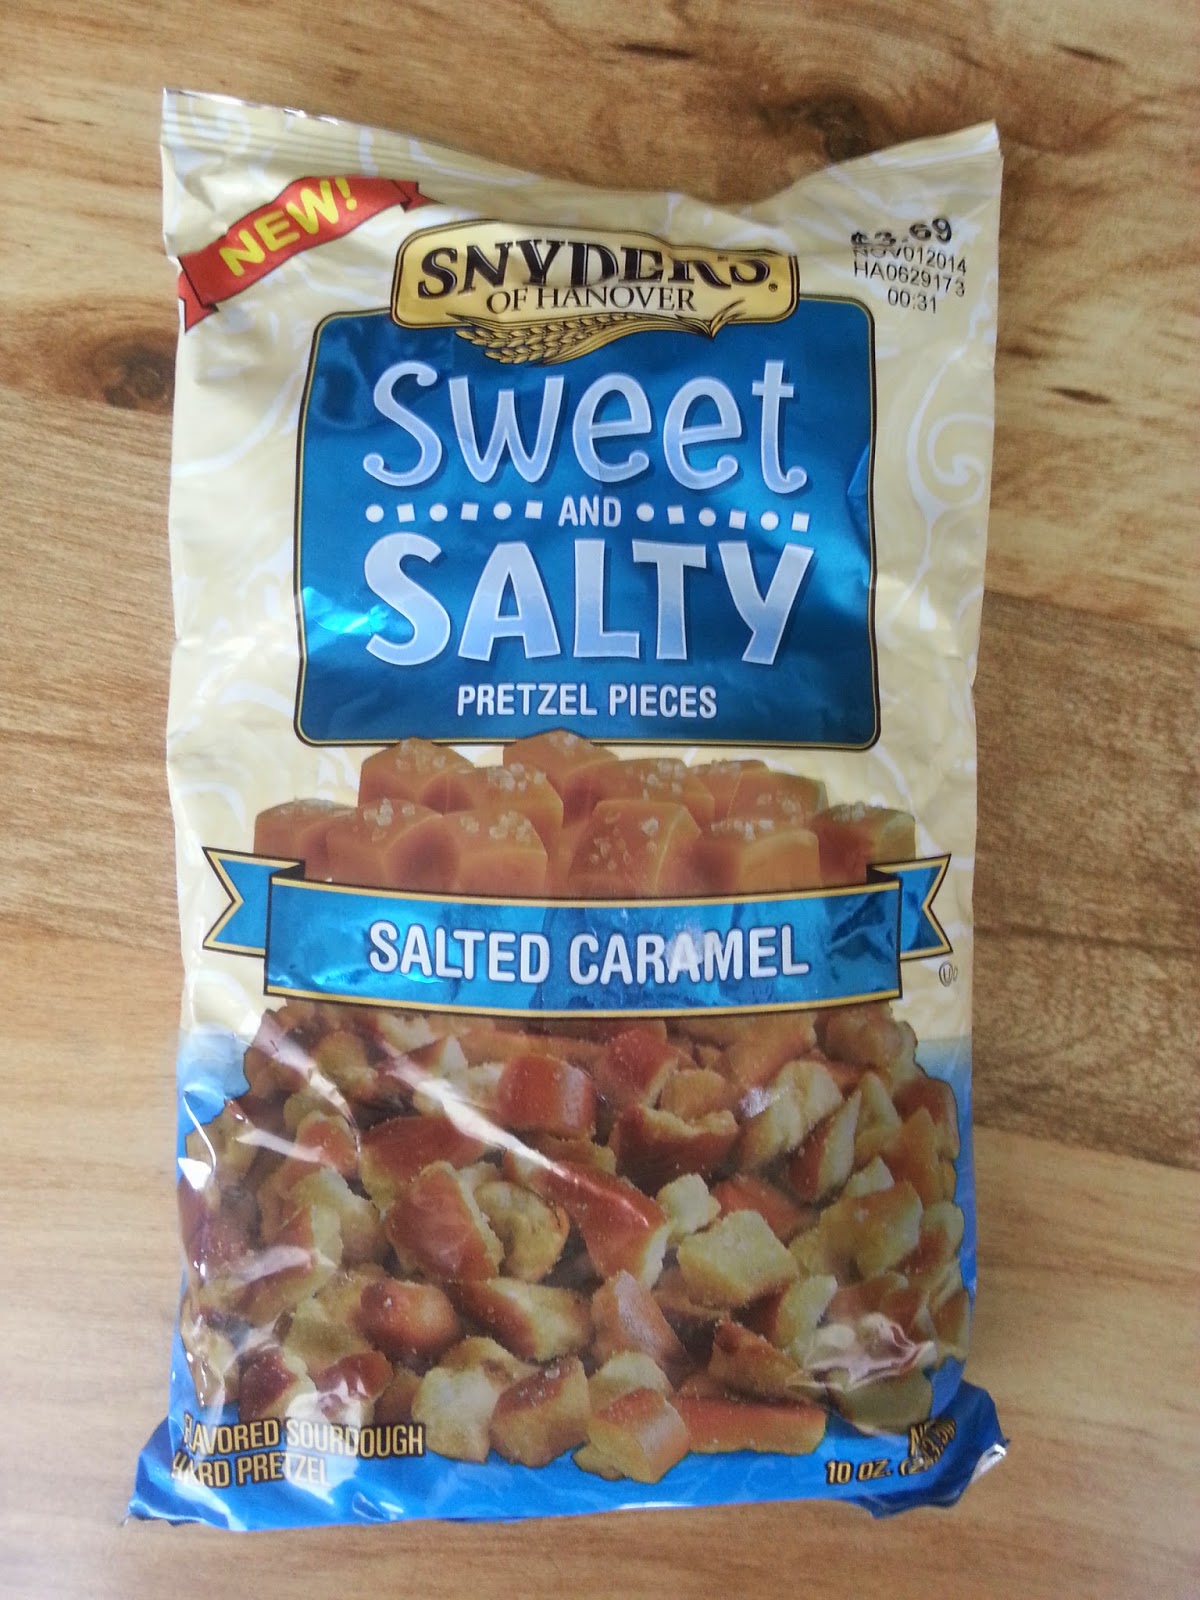 NEW!
SNYDER'S
OF HANOVER
3.69
NOV012014
HA0629173
00:31
Sweet
AND
SALTY
PRETZEL PIECES
SALTED CARAMEL
FLAVORED SOURDOUGH
HARD PRETZEL
10 OZ.